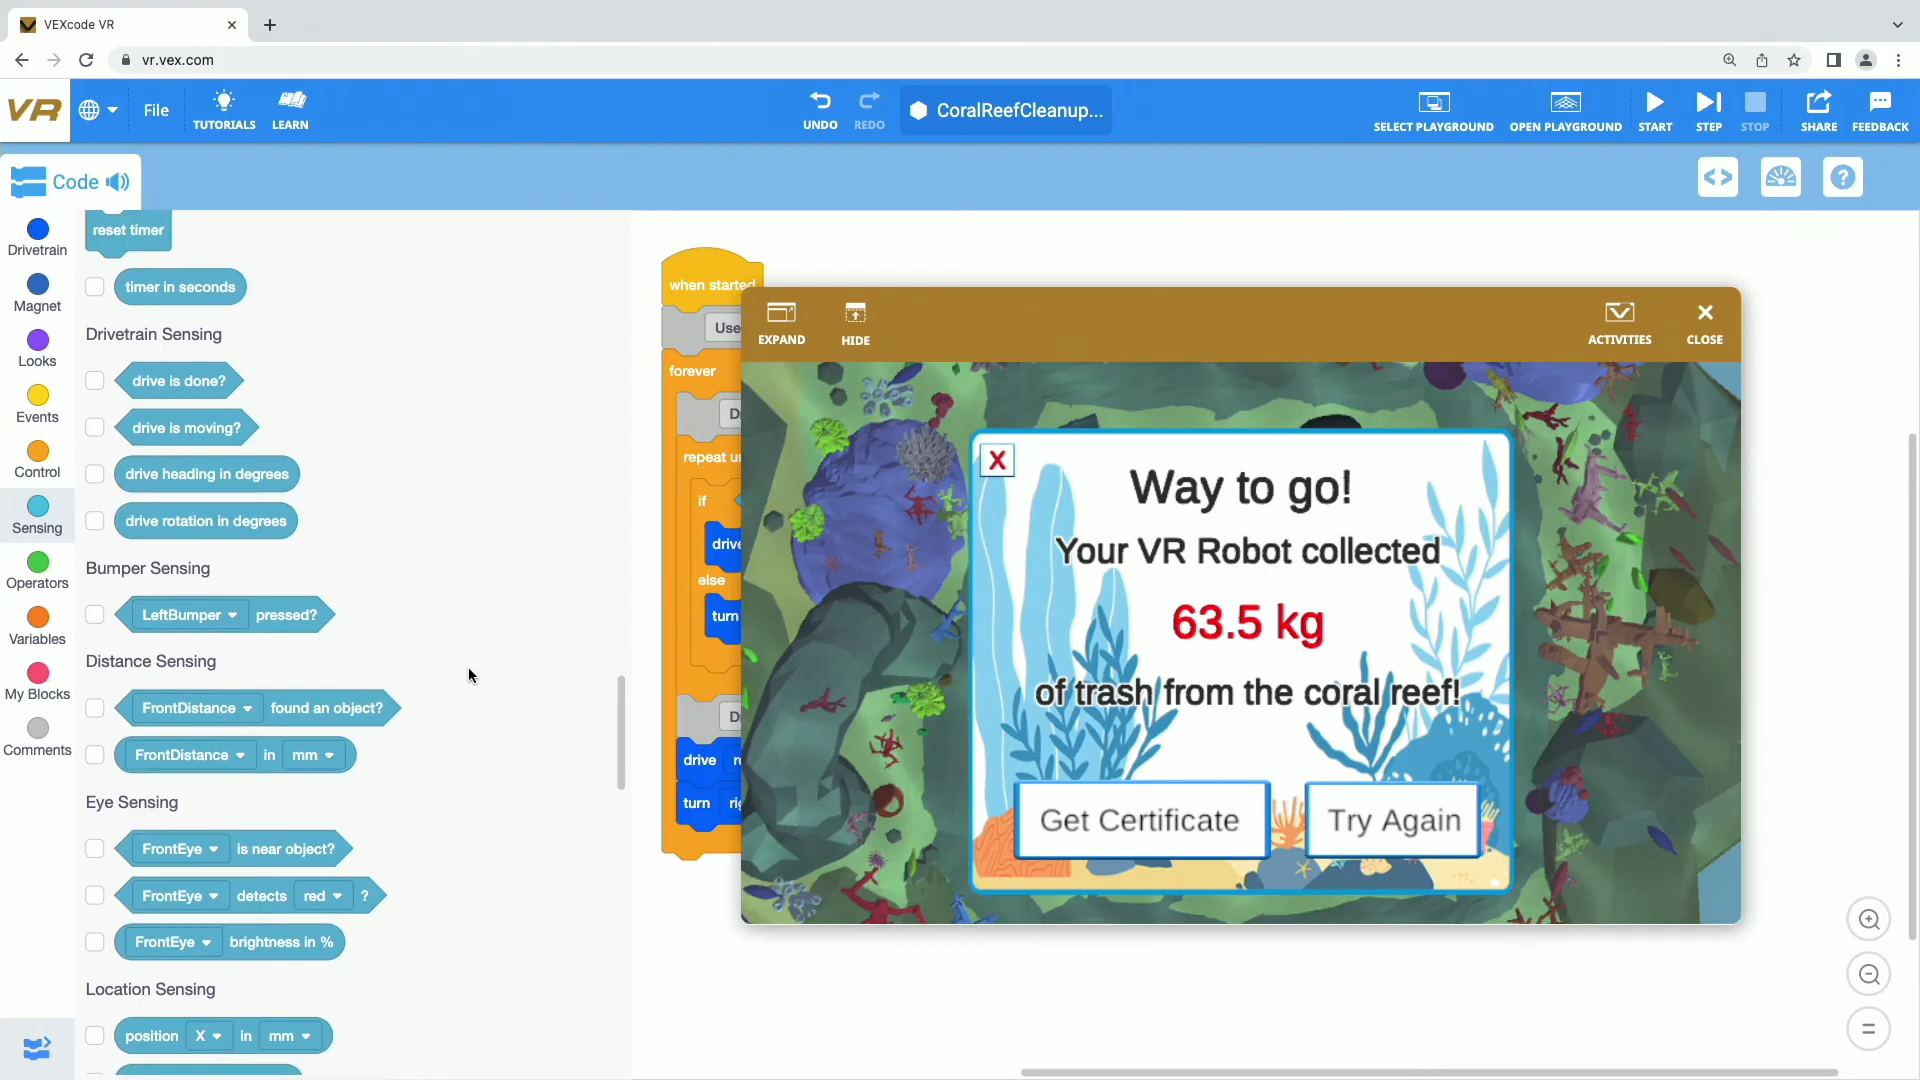 VEXcode VR
vr.vex.com
VR
File
TUTORIALS
LEARN
UNDO
REDO
CoralReefCleanup...
SELECT PLAYGROUND
OPEN PLAYGROUND
START
STEP
STOP
SHARE
FEEDBACK
Code
Drivetrain
Magnet
Looks
Events
Control
Sensing
Operators
Variables
My Blocks
Comments
reset timer
timer in seconds
Drivetrain Sensing
drive is done?
drive is moving?
drive heading in degrees
drive rotation in degrees
Bumper Sensing
LeftBumper pressed?
Distance Sensing
FrontDistance found an object?
FrontDistance in mm
Eye Sensing
FrontEye is near object?
FrontEye detects red ?
FrontEye brightness in %
Location Sensing
position X in mm
when started
Use
forever
D
repeat un
if
drive
else
turn
D
drive re
turn rig
EXPAND
HIDE
ACTIVITIES
CLOSE
X
Way to go!
Your VR Robot collected
63.5 kg
of trash from the coral reef!
Get Certificate
Try Again